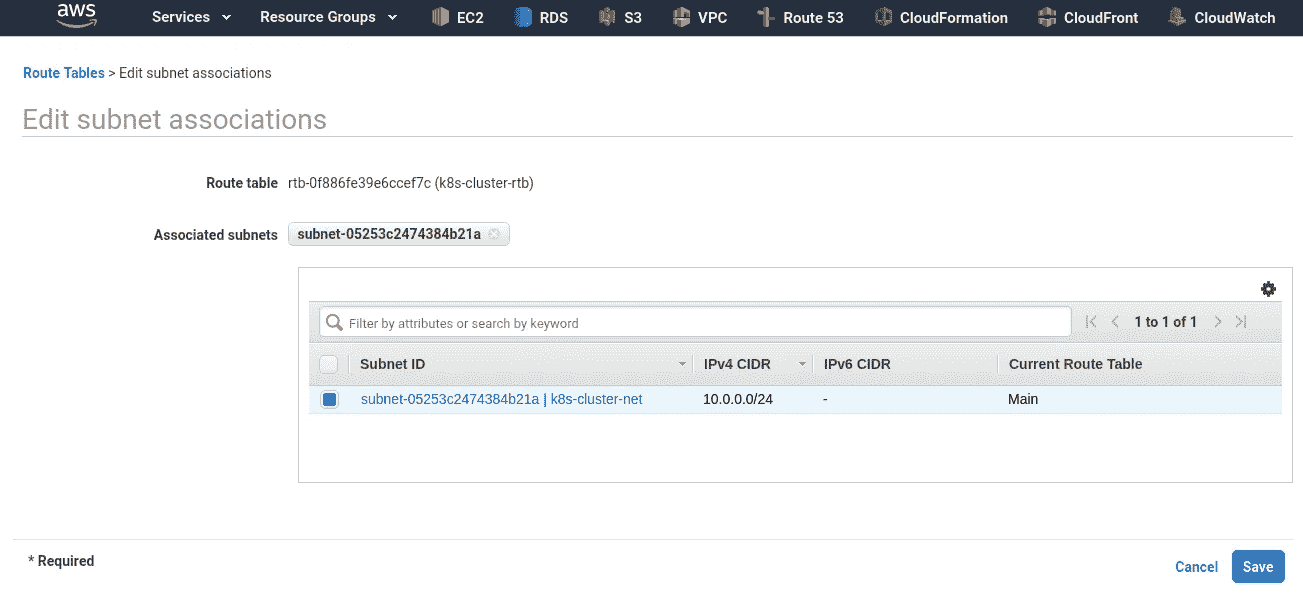 aws Services Resource Groups EC2 RDS S3 VPC Route 53 CloudFormation CloudFront CloudWatch
Route Tables > Edit subnet associations
Edit subnet associations
Route table rtb-0f886fe39e6ccef7c (k8s-cluster-rtb)
Associated subnets subnet-05253c2474384b21a
Filter by attributes or search by keyword 1 to 1 of 1
Subnet ID IPv4 CIDR IPv6 CIDR Current Route Table
subnet-05253c2474384b21a | k8s-cluster-net 10.0.0.0/24 - Main
* Required
Cancel Save